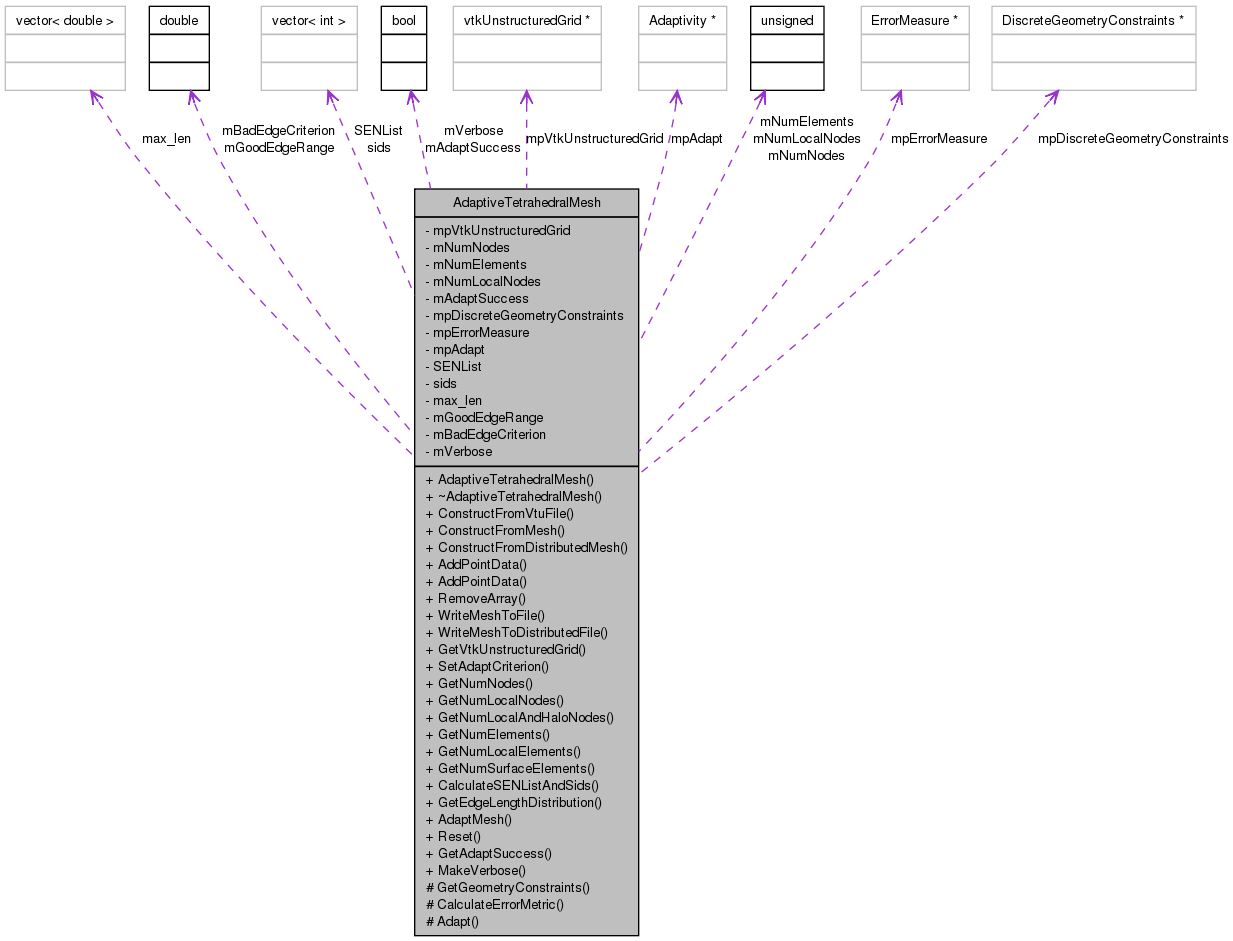 vector< double >
double
vector< int >
bool
vtkUnstructuredGrid *
Adaptivity *
unsigned
ErrorMeasure *
DiscreteGeometryConstraints *
max_len
mBadEdgeCriterion
mGoodEdgeRange
SENList
sids
mVerbose
mAdaptSuccess
mpVtkUnstructuredGrid
mpAdapt
mNumElements
mNumLocalNodes
mNumNodes
mpErrorMeasure
mpDiscreteGeometryConstraints
AdaptiveTetrahedralMesh
- mpVtkUnstructuredGrid
- mNumNodes
- mNumElements
- mNumLocalNodes
- mAdaptSuccess
- mpDiscreteGeometryConstraints
- mpErrorMeasure
- mpAdapt
- SENList
- sids
- max_len
- mGoodEdgeRange
- mBadEdgeCriterion
- mVerbose
+ AdaptiveTetrahedralMesh()
+ ~AdaptiveTetrahedralMesh()
+ ConstructFromVtuFile()
+ ConstructFromMesh()
+ ConstructFromDistributedMesh()
+ AddPointData()
+ AddPointData()
+ RemoveArray()
+ WriteMeshToFile()
+ WriteMeshToDistributedFile()
+ GetVtkUnstructuredGrid()
+ SetAdaptCriterion()
+ GetNumNodes()
+ GetNumLocalNodes()
+ GetNumLocalAndHaloNodes()
+ GetNumElements()
+ GetNumLocalElements()
+ GetNumSurfaceElements()
+ CalculateSENListAndSids()
+ GetEdgeLengthDistribution()
+ AdaptMesh()
+ Reset()
+ GetAdaptSuccess()
+ MakeVerbose()
# GetGeometryConstraints()
# CalculateErrorMetric()
# Adapt()